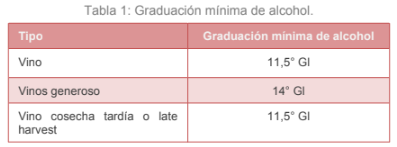 Tabla 1: Graduación mínima de alcohol.
Tipo Graduación mínima de alcohol
Vino 11,5° Gl
Vinos generoso 14° Gl
Vino cosecha tardía o late 11,5° Gl
harvest